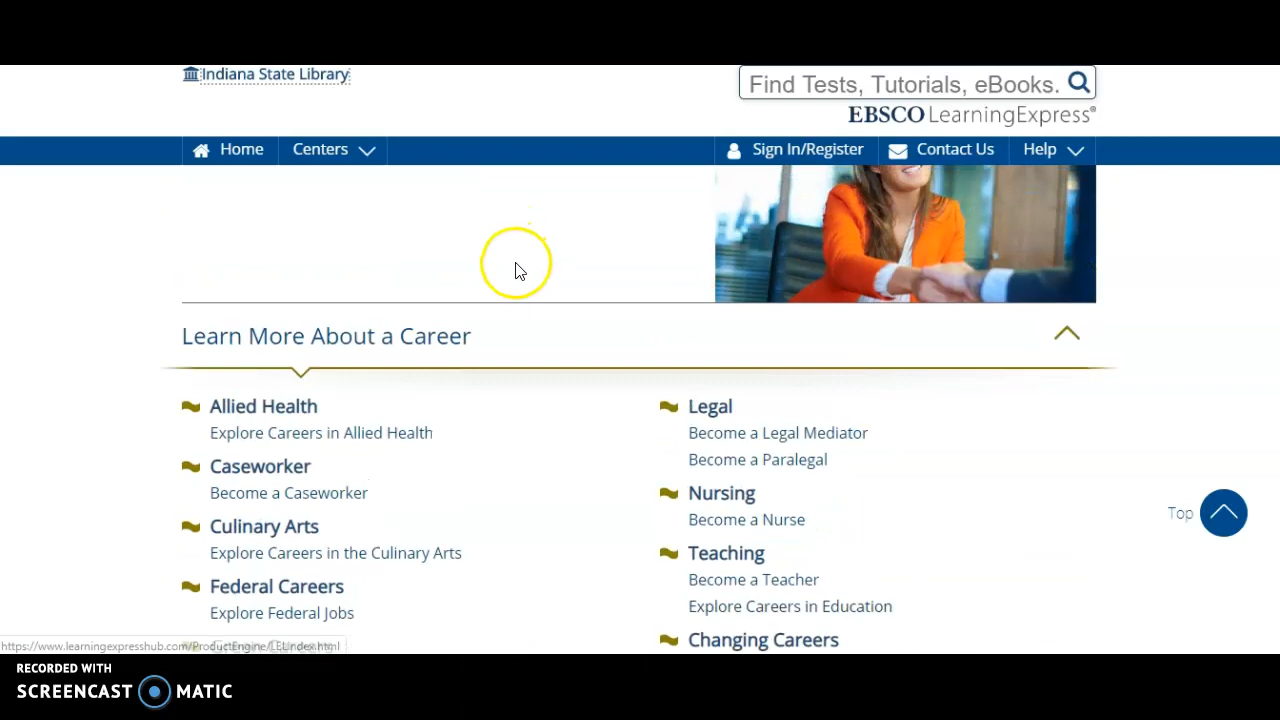 Indiana State Library
Find Tests, Tutorials, eBooks.
EBSCO LearningExpress®
Home Centers Sign In/Register Contact Us Help
Learn More About a Career
Allied Health
Explore Careers in Allied Health
Caseworker
Become a Caseworker
Culinary Arts
Explore Careers in the Culinary Arts
Federal Careers
Explore Federal Jobs
Legal
Become a Legal Mediator
Become a Paralegal
Nursing
Become a Nurse
Teaching
Become a Teacher
Explore Careers in Education
Changing Careers
Top
https://www.learningexpresshub.com/ProductEngine/LELIndex.html
RECORDED WITH
SCREENCAST MATIC